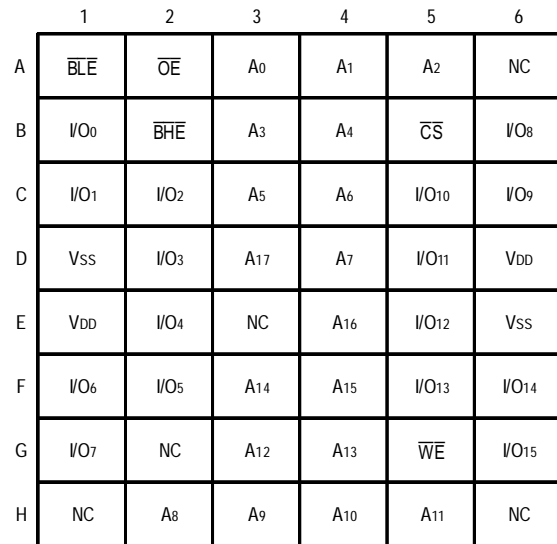 1 2 3 4 5 6
A BLE OE A0 A1 A2 NC
B I/O0 BHE A3 A4 CS I/O8
C I/O1 I/O2 A5 A6 I/O10 I/O9
D VSS I/O3 A17 A7 I/O11 VDD
E VDD I/O4 NC A16 I/O12 VSS
F I/O6 I/O5 A14 A15 I/O13 I/O14
G I/O7 NC A12 A13 WE I/O15
H NC A8 A9 A10 A11 NC